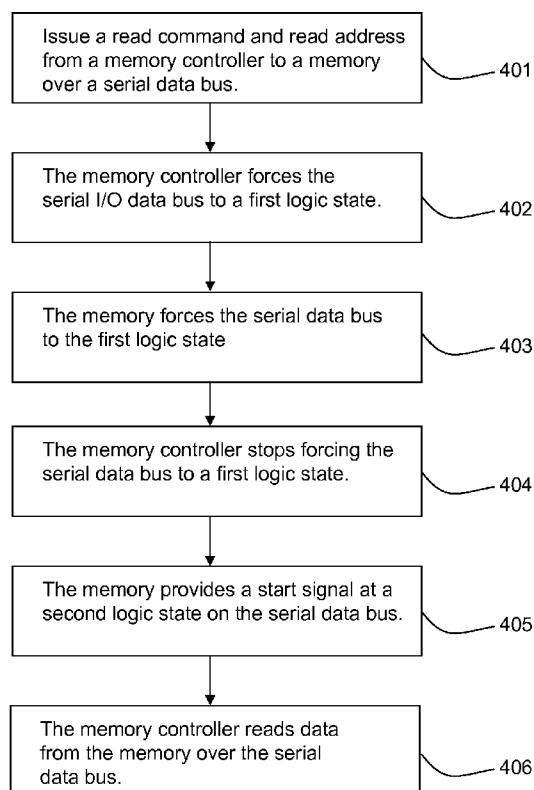 Issue a read command and read address
from a memory controller to a memory
over a serial data bus.
401
The memory controller forces the
serial I/O data bus to a first logic state.
402
The memory forces the serial data bus
to the first logic state
403
The memory controller stops forcing the
serial data bus to a first logic state.
404
The memory provides a start signal at a
second logic state on the serial data bus.
405
The memory controller reads data
from the memory over the serial
data bus.
406